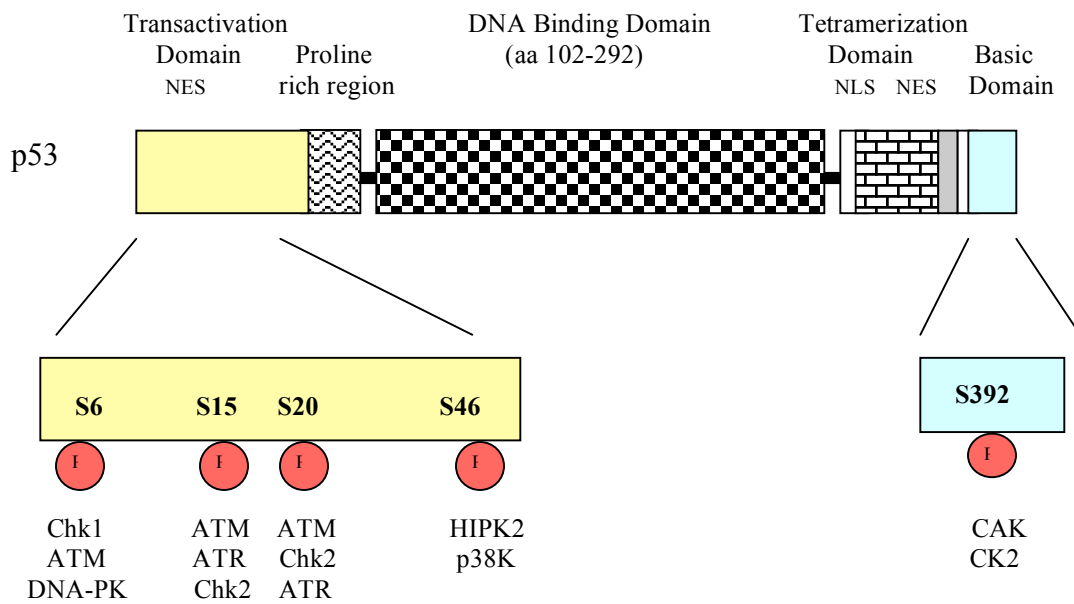 Transactivation
Domain
NES
Proline
rich region
DNA Binding Domain
(aa 102-292)
Tetramerization
Domain
NLS NES
Basic
Domain
p53
S6 S15 S20 S46
S392
Chk1
ATM
DNA-PK
ATM
ATR
Chk2
ATM
Chk2
ATR
HIPK2
p38K
CAK
CK2